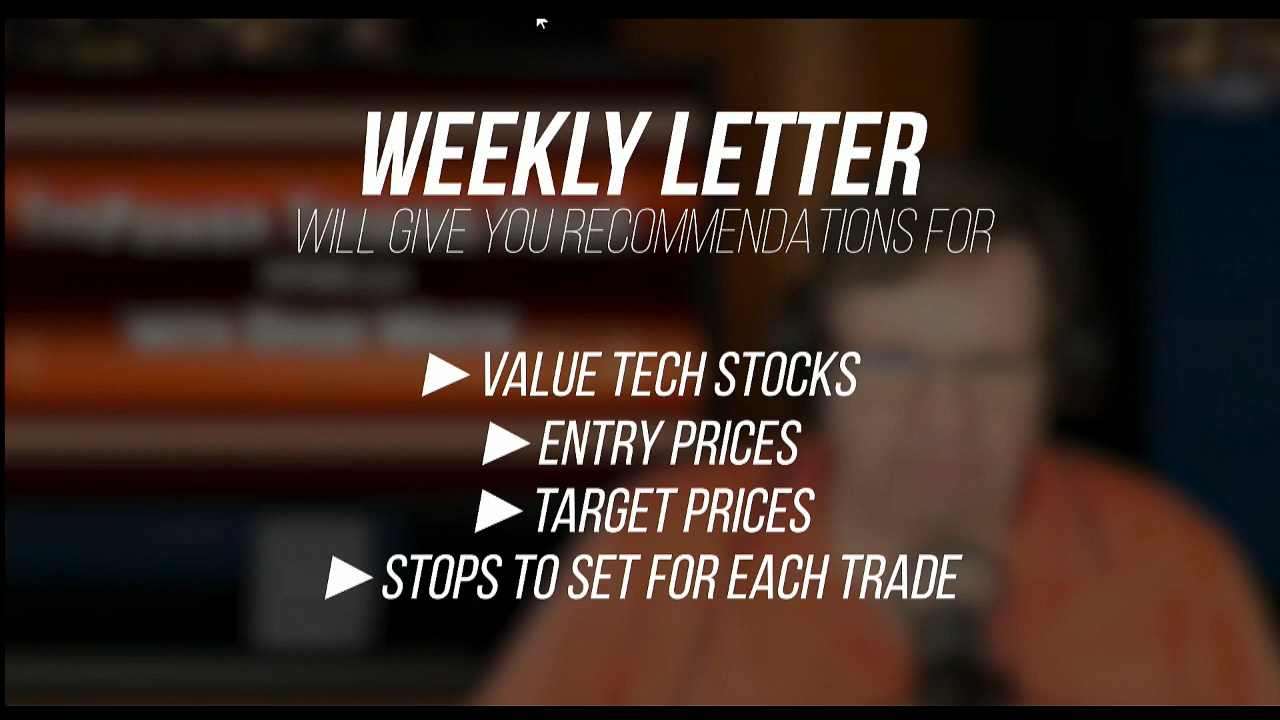 WEEKLY LETTER
WILL GIVE YOU RECOMMENDATIONS FOR
▶ VALUE TECH STOCKS
▶ ENTRY PRICES
▶ TARGET PRICES
▶ STOPS TO SET FOR EACH TRADE